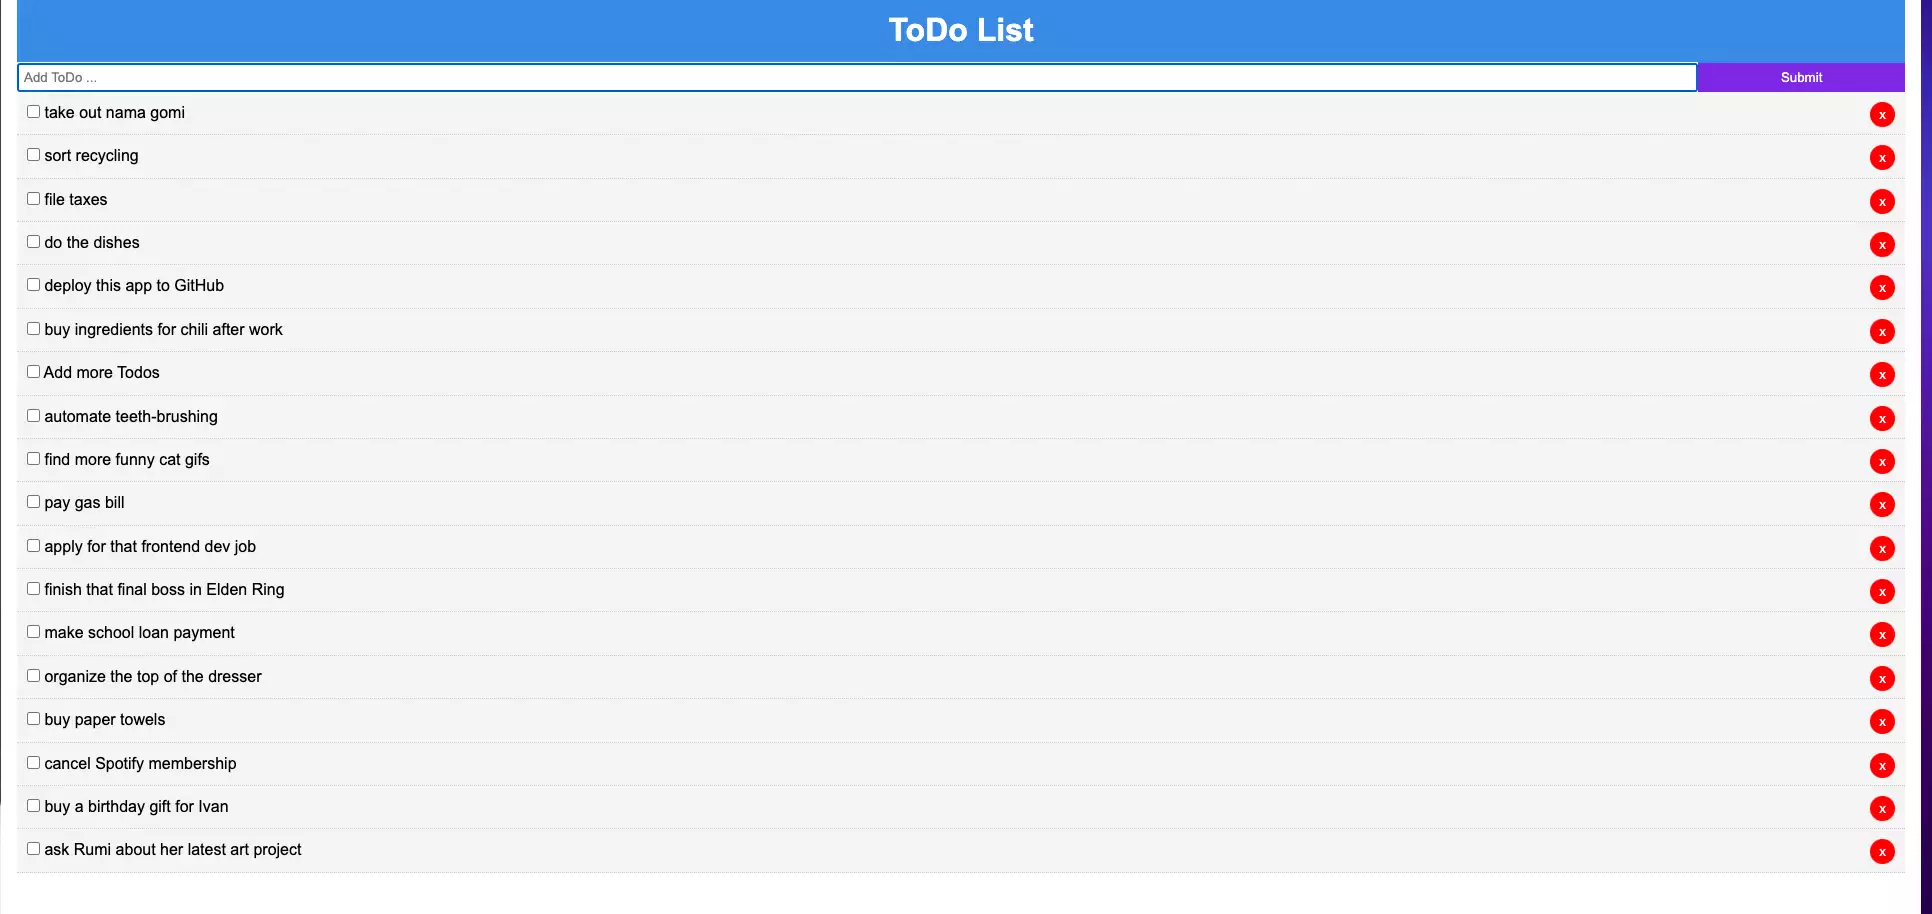 ToDo List
Add ToDo ... Submit
take out nama gomi x
sort recycling x
file taxes x
do the dishes x
deploy this app to GitHub x
buy ingredients for chili after work x
Add more Todos x
automate teeth-brushing x
find more funny cat gifs x
pay gas bill x
apply for that frontend dev job x
finish that final boss in Elden Ring x
make school loan payment x
organize the top of the dresser x
buy paper towels x
cancel Spotify membership x
buy a birthday gift for Ivan x
ask Rumi about her latest art project x